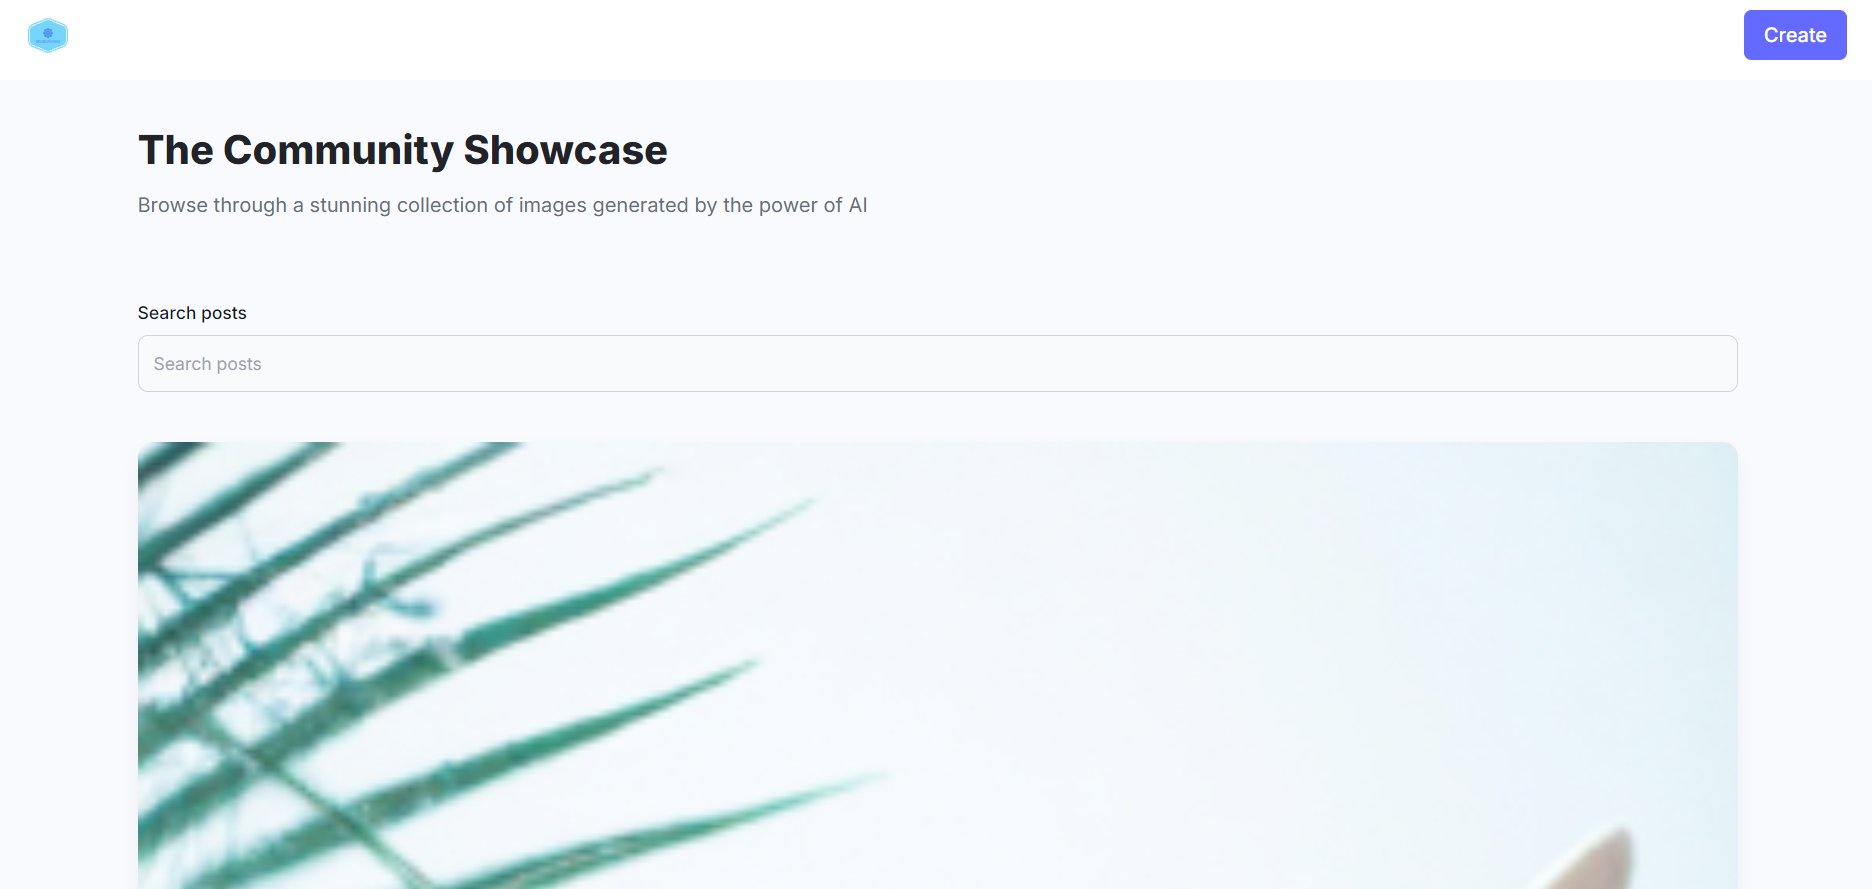 Create
The Community Showcase
Browse through a stunning collection of images generated by the power of AI
Search posts
Search posts